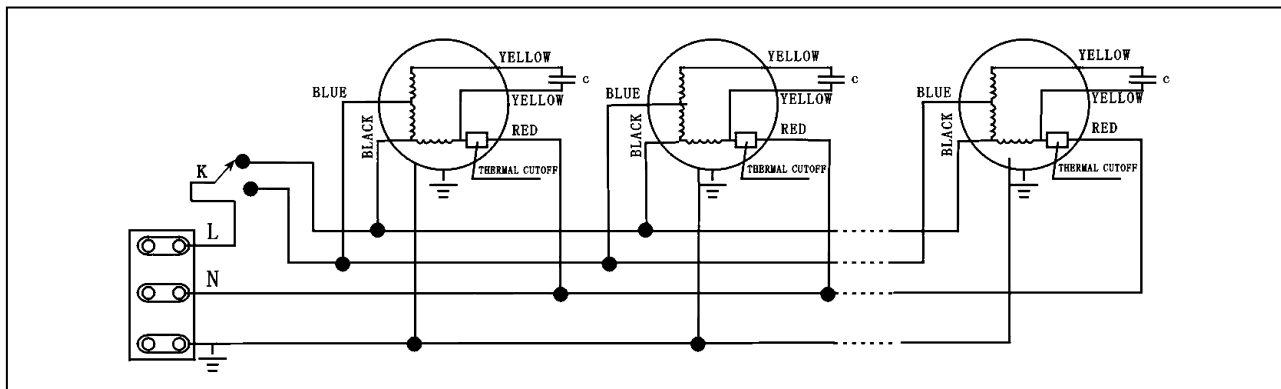 YELLOW
C
BLUE
YELLOW
BLACK
RED
THERMAL CUTOFF
YELLOW
C
BLUE
YELLOW
BLACK
RED
THERMAL CUTOFF
YELLOW
C
BLUE
YELLOW
BLACK
RED
THERMAL CUTOFF
K
L
N